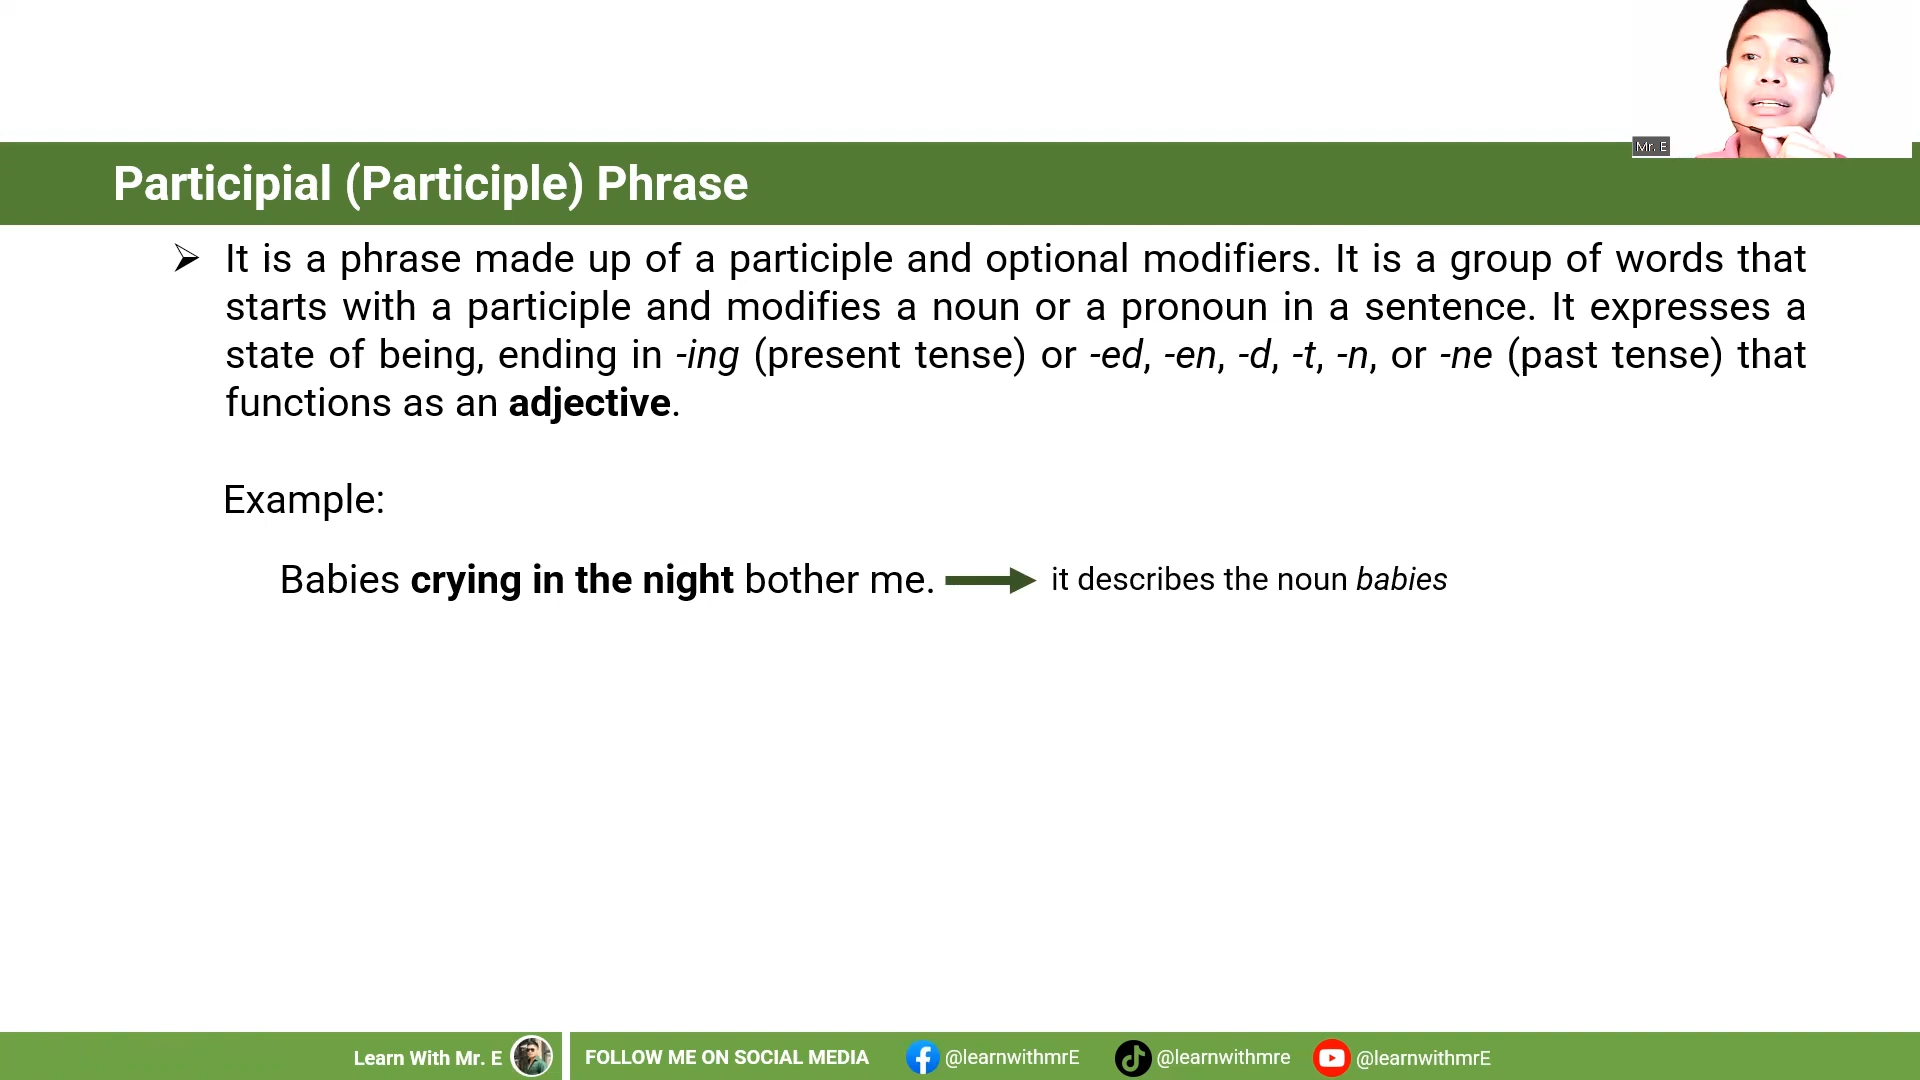 Mr. E
Participial (Participle) Phrase
➢ It is a phrase made up of a participle and optional modifiers. It is a group of words that
starts with a participle and modifies a noun or a pronoun in a sentence. It expresses a
state of being, ending in -ing (present tense) or -ed, -en, -d, -t, -n, or -ne (past tense) that
functions as an adjective.
Example:
Babies crying in the night bother me. it describes the noun babies
Learn With Mr. E FOLLOW ME ON SOCIAL MEDIA @learnwithmrE @learnwithmre @learnwithmrE